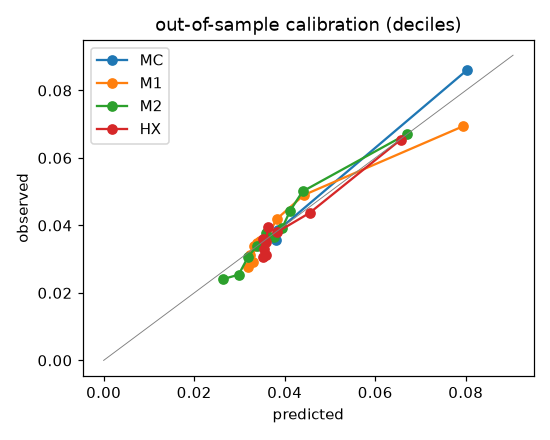 out-of-sample calibration (deciles)
MC
M1
M2
HX
observed
0.08
0.06
0.04
0.02
0.00
0.00 0.02 0.04 0.06 0.08
predicted